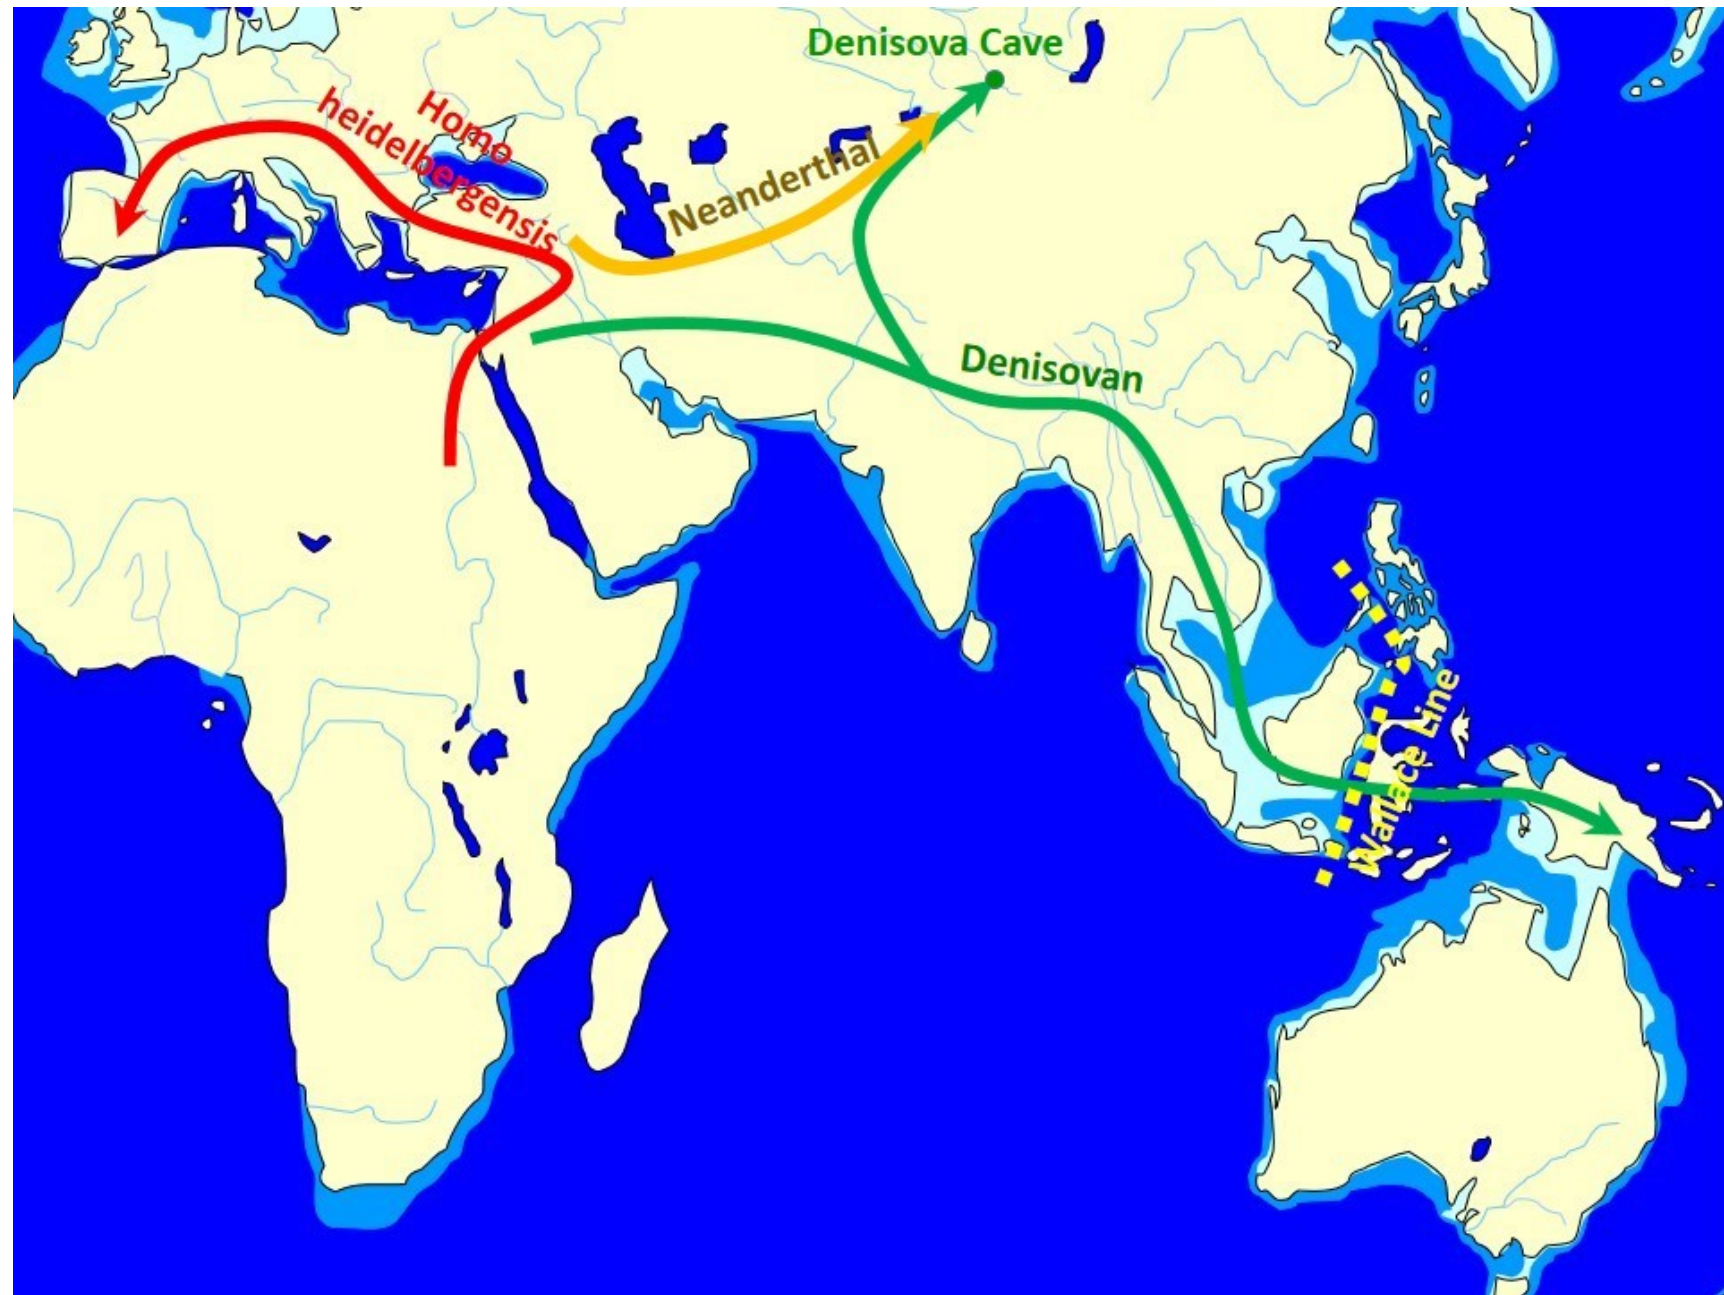 Denisova Cave
Homo
heidelbergensis
Neanderthal
Denisovan
Wallace Line